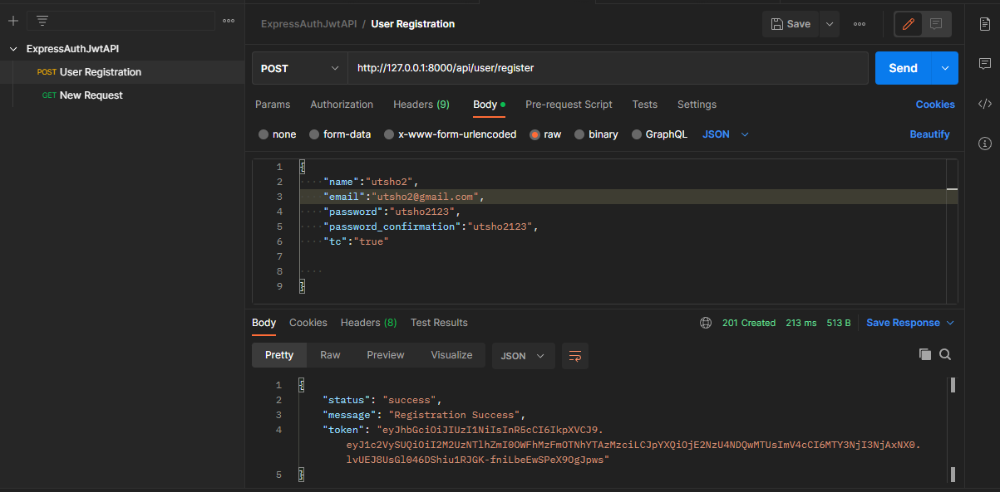 ExpressAuthJwtAPI / User Registration
Save
ExpressAuthJwtAPI
POST User Registration
GET New Request
POST http://127.0.0.1:8000/api/user/register
Send
Params Authorization Headers (9) Body Pre-request Script Tests Settings Cookies
none form-data x-www-form-urlencoded raw binary GraphQL JSON Beautify
1 {
2 "name":"utsho2",
3 "email":"utsho2@gmail.com",
4 "password":"utsho2123",
5 "password_confirmation":"utsho2123",
6 "tc":"true"
7
8
9 }
Body Cookies Headers (8) Test Results 201 Created 213 ms 513 B Save Response
Pretty Raw Preview Visualize JSON
1 {
2 "status": "success",
3 "message": "Registration Success",
4 "token": "eyJhbGciOiJIUzI1NiIsInR5cCI6IkpXVCJ9.
eyJ1c2VySUQiOiI2M2UzNTlhZmI0OWFhMzFmOTNhYTAzMzciLCJpYXQiOjE2NzU4NDQwMTUsImV4cCI6MTY3NjI3NjAxNX0.
lvUEJ8UsGl046DShiu1RJGK-fniLbeEwSPeX9OgJpws"
5 }